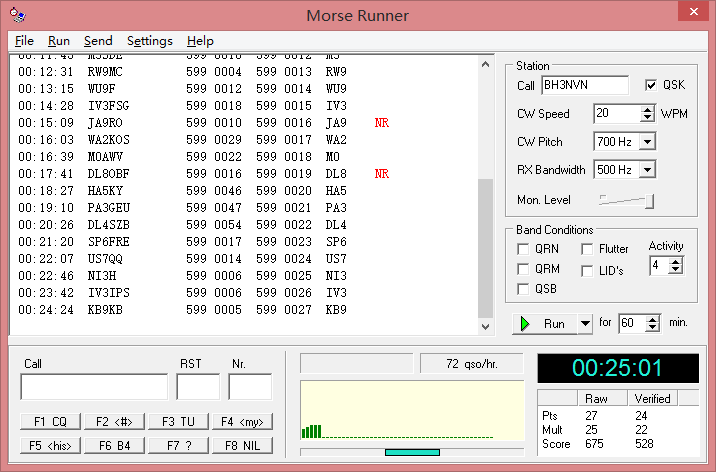 Morse Runner
File Run Send Settings Help
00:12:31 RW9MC 599 0004 599 0013 RW9
00:13:15 WU9F 599 0012 599 0014 WU9
00:14:28 IV3FSG 599 0018 599 0015 IV3
00:15:09 JA9RO 599 0010 599 0016 JA9 NR
00:16:03 WA2KOS 599 0029 599 0017 WA2
00:16:39 M0AWV 599 0022 599 0018 M0
00:17:41 DL8OBF 599 0016 599 0019 DL8 NR
00:18:27 HA5KY 599 0046 599 0020 HA5
00:19:10 PA3GEU 599 0047 599 0021 PA3
00:20:26 DL4SZB 599 0054 599 0022 DL4
00:21:20 SP6FRE 599 0017 599 0023 SP6
00:22:07 US7QQ 599 0014 599 0024 US7
00:22:46 NI3H 599 0006 599 0025 NI3
00:23:42 IV3IPS 599 0006 599 0026 IV3
00:24:24 KB9KB 599 0005 599 0027 KB9
Station
Call BH3NVN QSK
CW Speed 20 WPM
CW Pitch 700 Hz
RX Bandwidth 500 Hz
Mon. Level
Band Conditions
QRN Flutter Activity
QRM LID's 4
QSB
Run for 60 min.
Call RST Nr.
F1 CQ F2 <#> F3 TU F4 <my>
F5 <his> F6 B4 F7 ? F8 NIL
72 qso/hr.
00:25:01
Raw Verified
Pts 27 24
Mult 25 22
Score 675 528